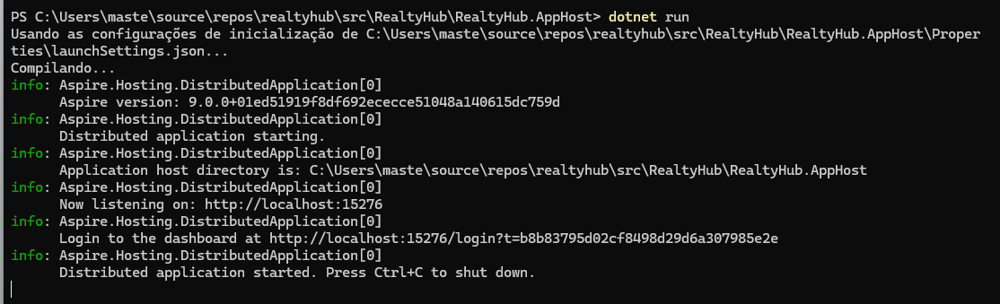 PS C:\Users\maste\source\repos\realtyhub\src\RealtyHub\RealtyHub.AppHost> dotnet run
Usando as configurações de inicialização de C:\Users\maste\source\repos\realtyhub\src\RealtyHub\RealtyHub.AppHost\Proper
ties\launchSettings.json...
Compilando...
info: Aspire.Hosting.DistributedApplication[0]
      Aspire version: 9.0.0+01ed51919f8df692ececce51048a140615dc759d
info: Aspire.Hosting.DistributedApplication[0]
      Distributed application starting.
info: Aspire.Hosting.DistributedApplication[0]
      Application host directory is: C:\Users\maste\source\repos\realtyhub\src\RealtyHub\RealtyHub.AppHost
info: Aspire.Hosting.DistributedApplication[0]
      Now listening on: http://localhost:15276
info: Aspire.Hosting.DistributedApplication[0]
      Login to the dashboard at http://localhost:15276/login?t=b8b83795d02cf8498d29d6a307985e2e
info: Aspire.Hosting.DistributedApplication[0]
      Distributed application started. Press Ctrl+C to shut down.